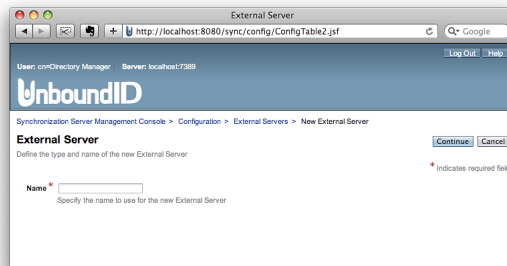 External Server
http://localhost:8080/sync/config/ConfigTable2.jsf
Google
Log Out Help
User: cn=Directory Manager Server: localhost:7389
UnboundID
Synchronization Server Management Console > Configuration > External Servers > New External Server
External Server
Continue Cancel
Define the type and name of the new External Server
* Indicates required fiel
Name *
Specify the name to use for the new External Server